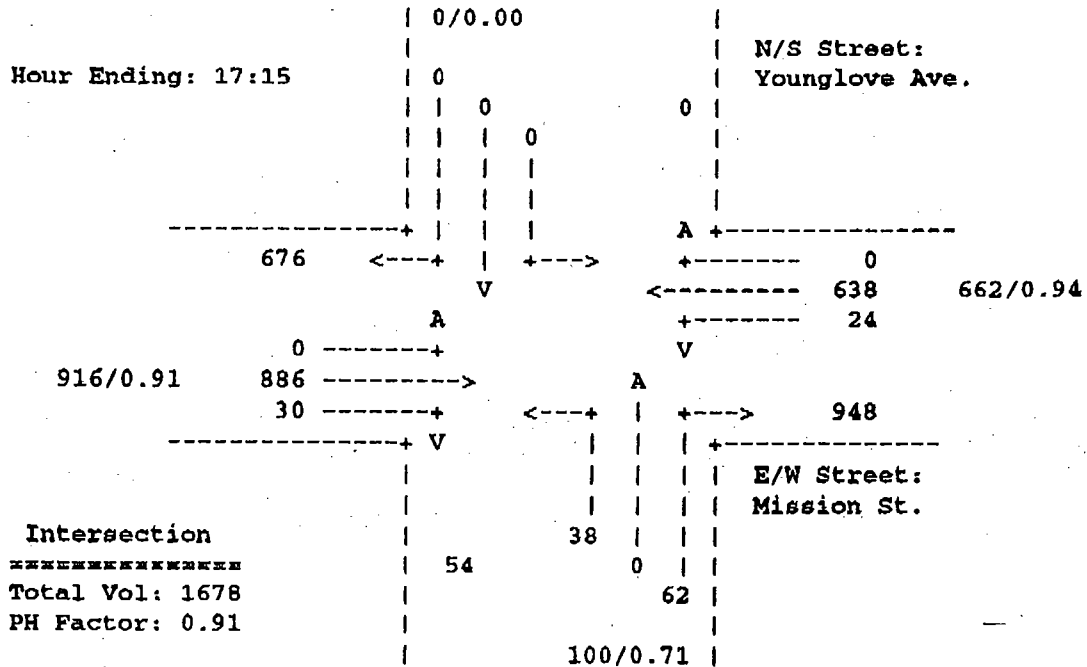 0/0.00
N/S Street:
Hour Ending: 17:15 0 Younglove Ave.
0 0
0
A
676 <---+ | +---> +------- 0
V <--------- 638 662/0.94
A +------- 24
0 -------+ V
916/0.91 886 ---------> A
30 -------+ <---+ | +---> 948
V
E/W Street:
Mission St.
Intersection 38
================ 54 0
Total Vol: 1678 62
PH Factor: 0.91
100/0.71